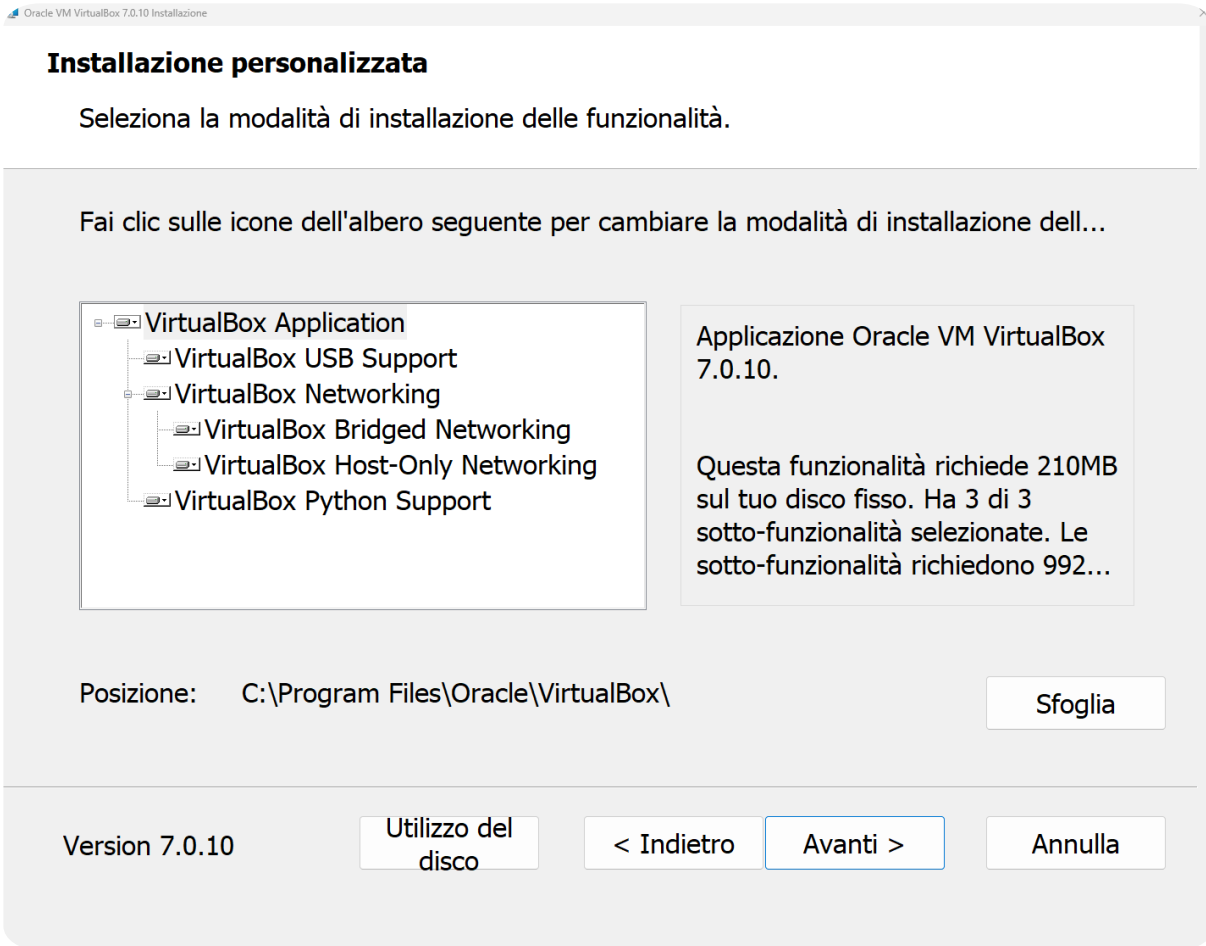 Oracle VM VirtualBox 7.0.10 Installazione
Installazione personalizzata
Seleziona la modalità di installazione delle funzionalità.
Fai clic sulle icone dell'albero seguente per cambiare la modalità di installazione dell...
VirtualBox Application
VirtualBox USB Support
VirtualBox Networking
VirtualBox Bridged Networking
VirtualBox Host-Only Networking
VirtualBox Python Support
Applicazione Oracle VM VirtualBox
7.0.10.
Questa funzionalità richiede 210MB
sul tuo disco fisso. Ha 3 di 3
sotto-funzionalità selezionate. Le
sotto-funzionalità richiedono 992...
Posizione: C:\Program Files\Oracle\VirtualBox\
Sfoglia
Version 7.0.10
Utilizzo del
disco
< Indietro
Avanti >
Annulla